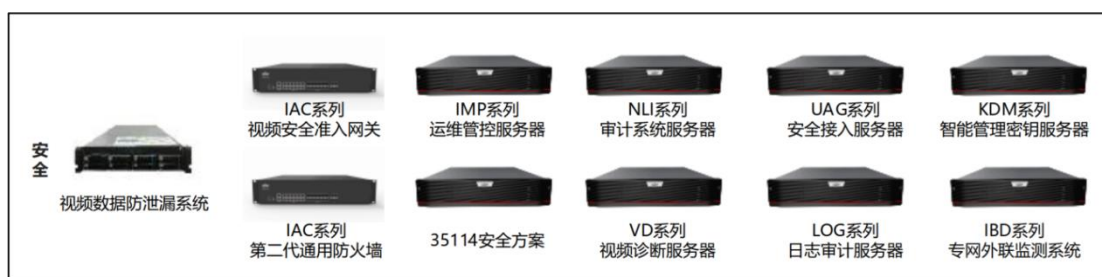 IAC系列
视频安全准入网关
IMP系列
运维管控服务器
NLI系列
审计系统服务器
UAG系列
安全接入服务器
KDM系列
智能管理密钥服务器
安全
视频数据防泄漏系统
IAC系列
第二代通用防火墙
35114安全方案
VD系列
视频诊断服务器
LOG系列
日志审计服务器
IBD系列
专网外联监测系统